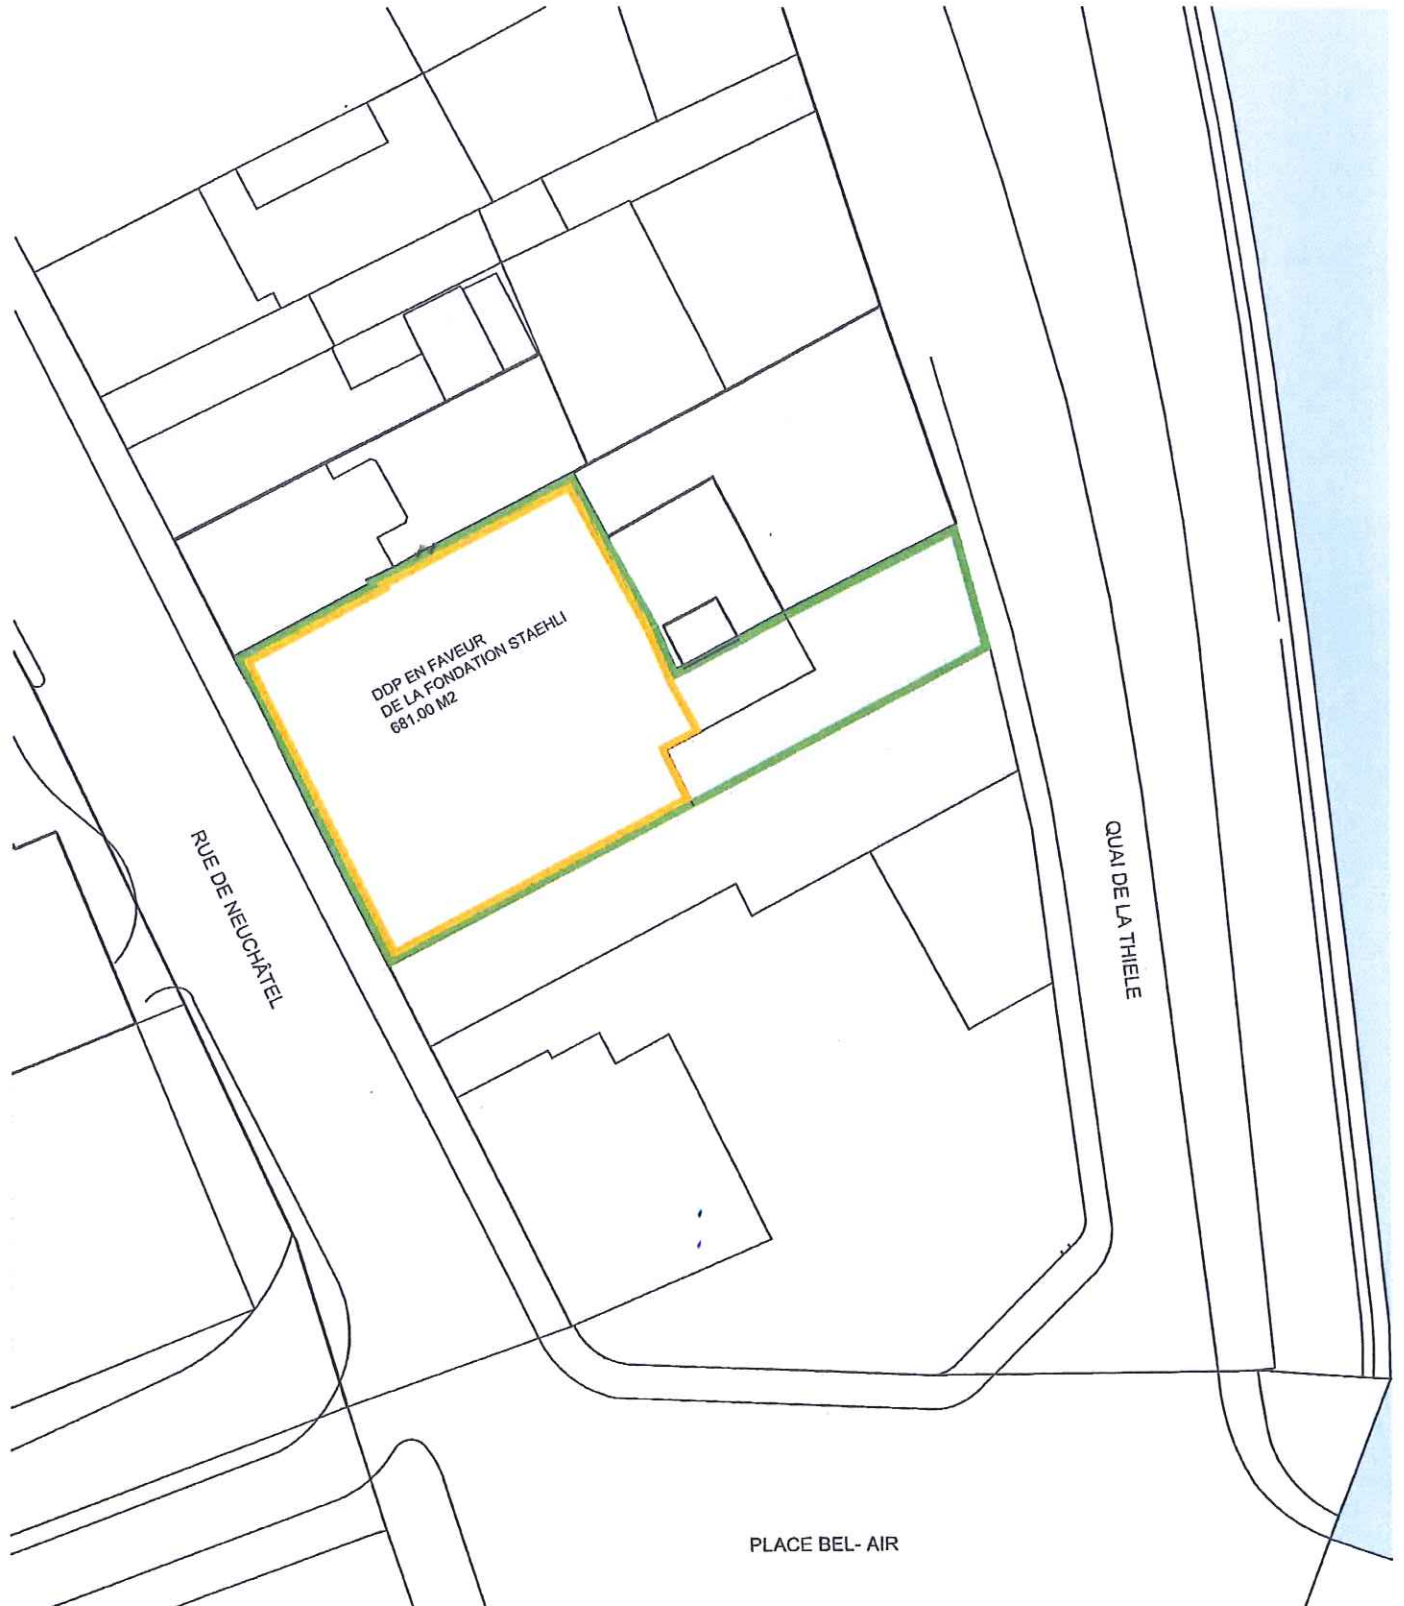 DDP EN FAVEUR
DE LA FONDATION STAEHLI
681.00 M2
RUE DE NEUCHÂTEL
QUAI DE LA THIELE
PLACE BEL- AIR